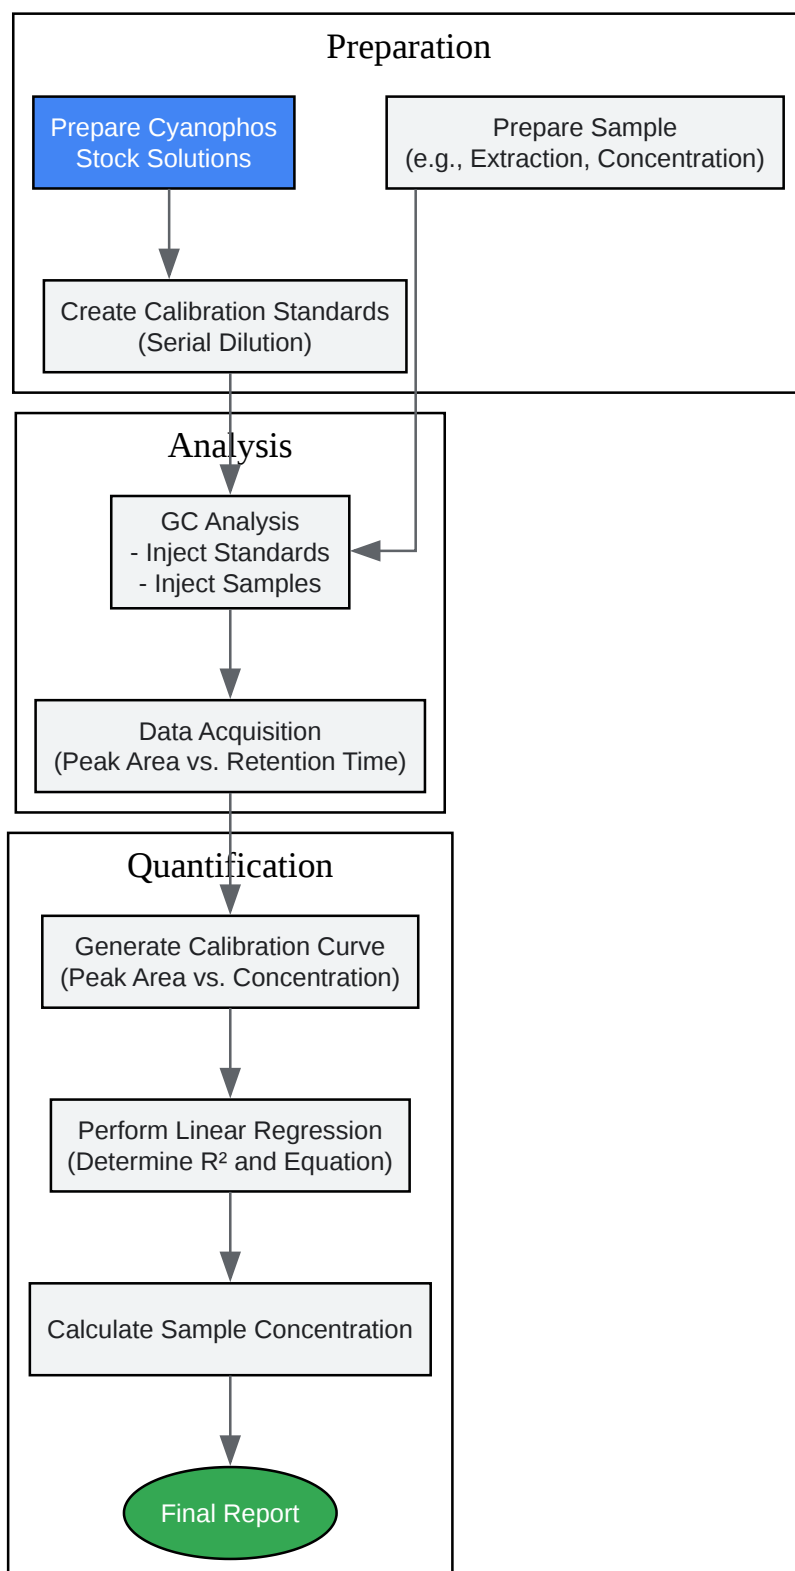 Preparation
Prepare Cyanophos
Stock Solutions
Prepare Sample
(e.g., Extraction, Concentration)
Create Calibration Standards
(Serial Dilution)
Analysis
GC Analysis
- Inject Standards
- Inject Samples
Data Acquisition
(Peak Area vs. Retention Time)
Quantification
Generate Calibration Curve
(Peak Area vs. Concentration)
Perform Linear Regression
(Determine R² and Equation)
Calculate Sample Concentration
Final Report